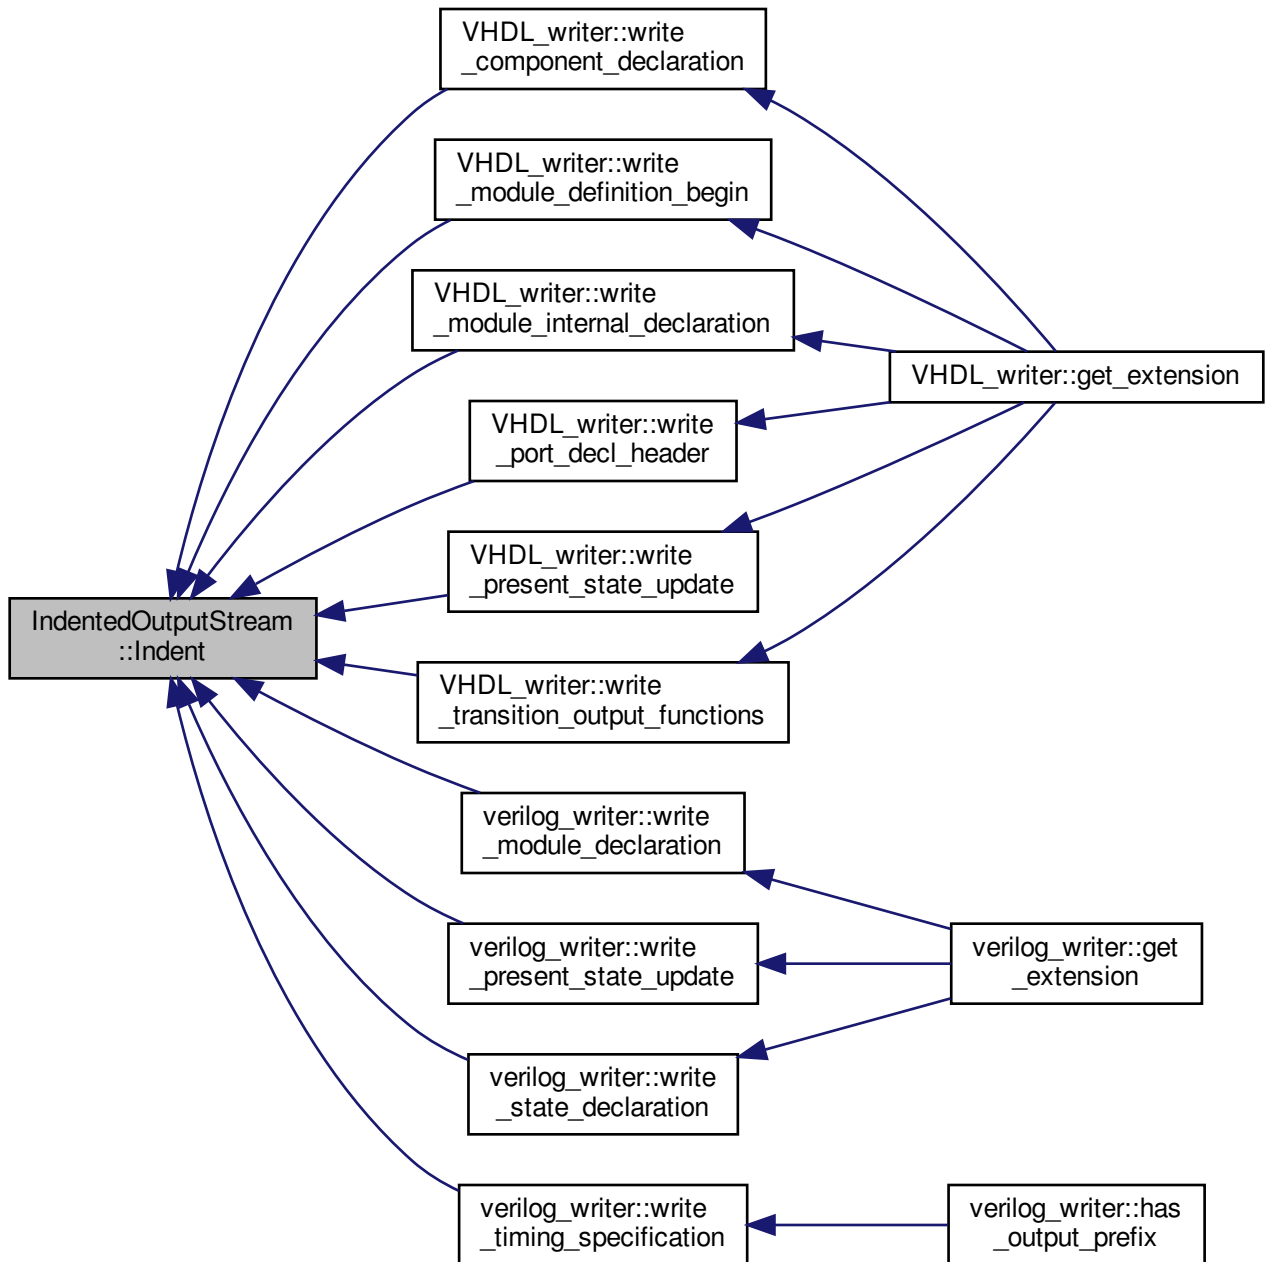 VHDL_writer::write
_component_declaration
VHDL_writer::write
_module_definition_begin
VHDL_writer::write
_module_internal_declaration
VHDL_writer::get_extension
VHDL_writer::write
_port_decl_header
VHDL_writer::write
_present_state_update
IndentedOutputStream
::Indent
VHDL_writer::write
_transition_output_functions
verilog_writer::write
_module_declaration
verilog_writer::write
_present_state_update
verilog_writer::get
_extension
verilog_writer::write
_state_declaration
verilog_writer::write
_timing_specification
verilog_writer::has
_output_prefix